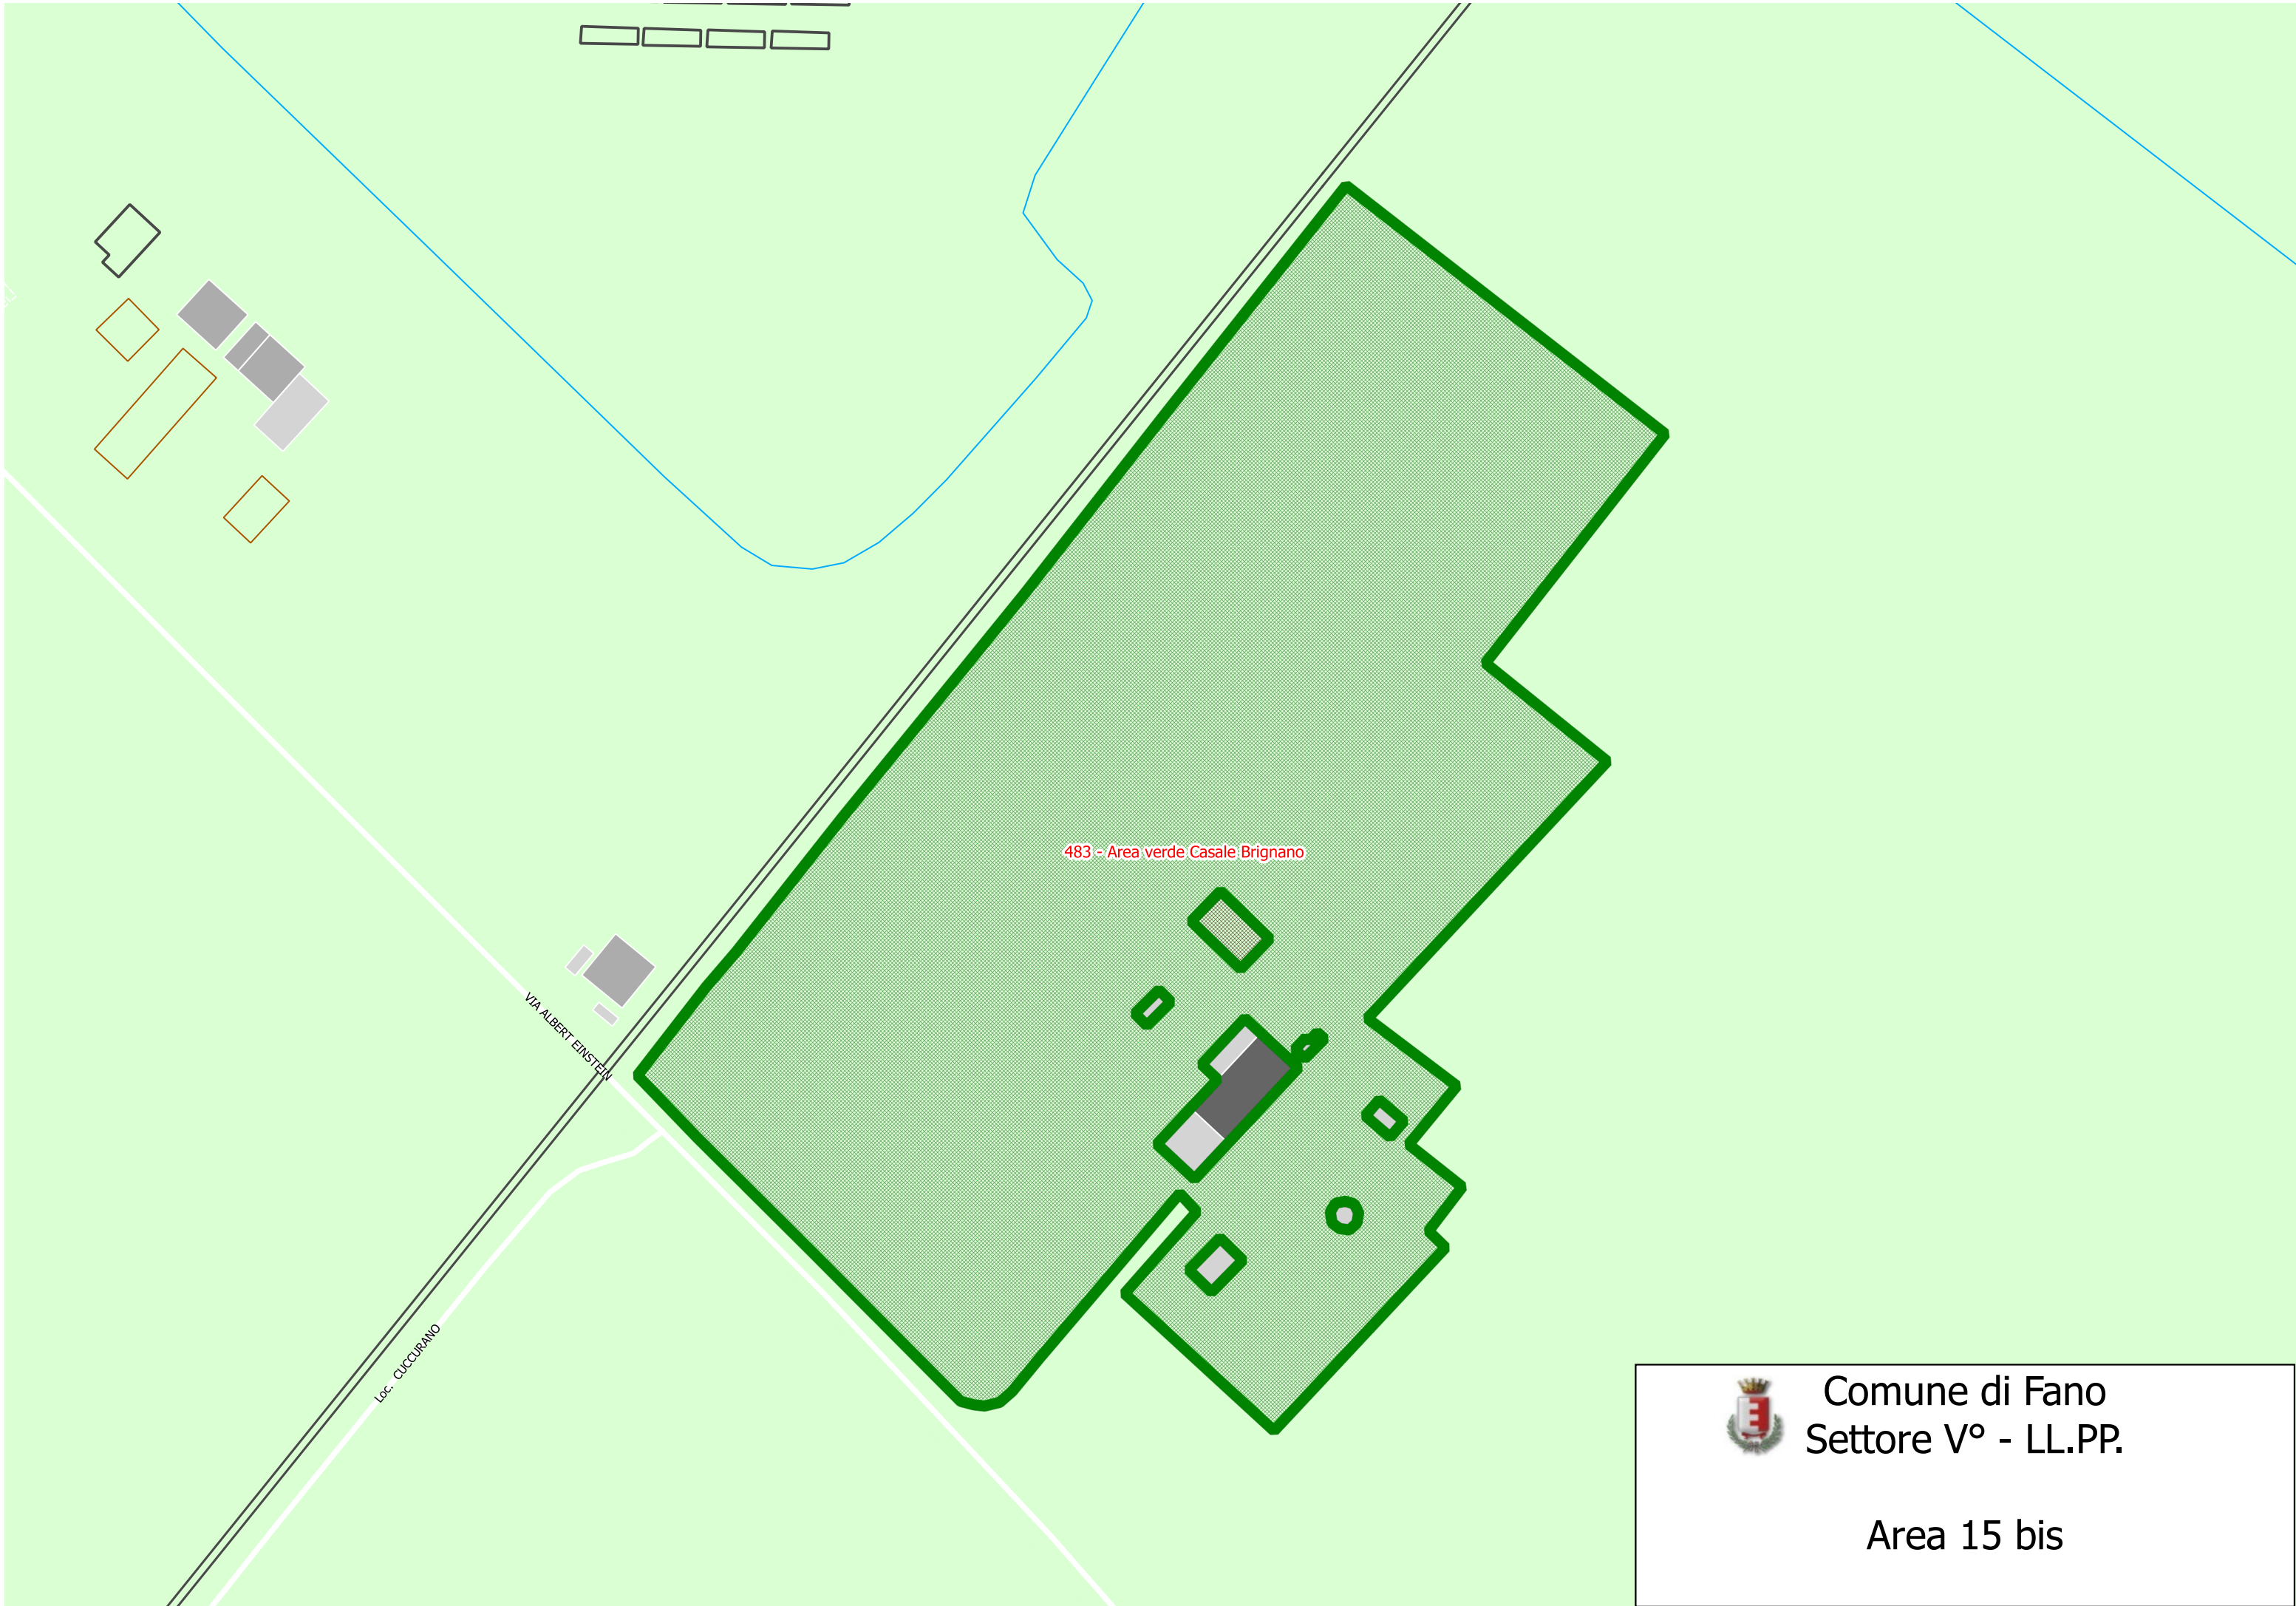 483 - Area verde Casale Brignano
VIA ALBERT EINSTEIN
Loc. CUCCURANO
Comune di Fano
Settore V° - LL.PP.
Area 15 bis